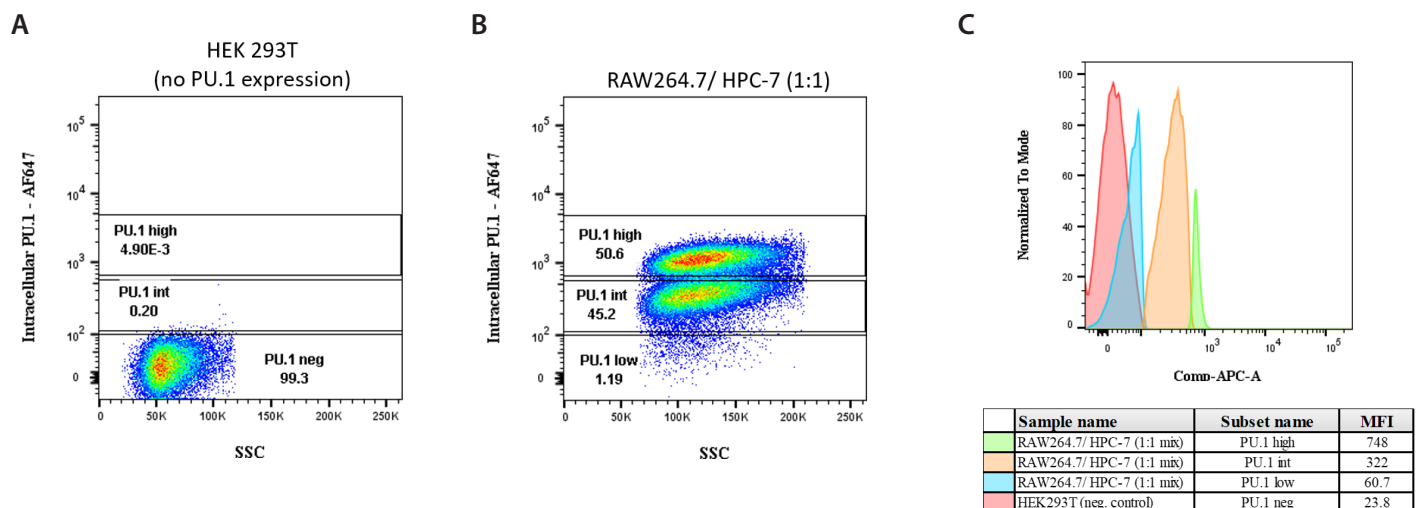 A
HEK 293T
(no PU.1 expression)
Intracellular PU.1 - AF647
10^5
10^4
10^3
10^2
0
PU.1 high
4.90E-3
PU.1 int
0.20
PU.1 neg
99.3
0 50K 100K 150K 200K 250K
SSC
B
RAW264.7/ HPC-7 (1:1)
Intracellular PU.1 - AF647
10^5
10^4
10^3
10^2
0
PU.1 high
50.6
PU.1 int
45.2
PU.1 low
1.19
0 50K 100K 150K 200K 250K
SSC
C
Normalized To Mode
100
80
60
40
20
0
0 10^3 10^4 10^5
Comp-APC-A
Sample name Subset name MFI
RAW264.7/ HPC-7 (1:1 mix) PU.1 high 748
RAW264.7/ HPC-7 (1:1 mix) PU.1 int 322
RAW264.7/ HPC-7 (1:1 mix) PU.1 low 60.7
HEK293T (neg. control) PU.1 neg 23.8